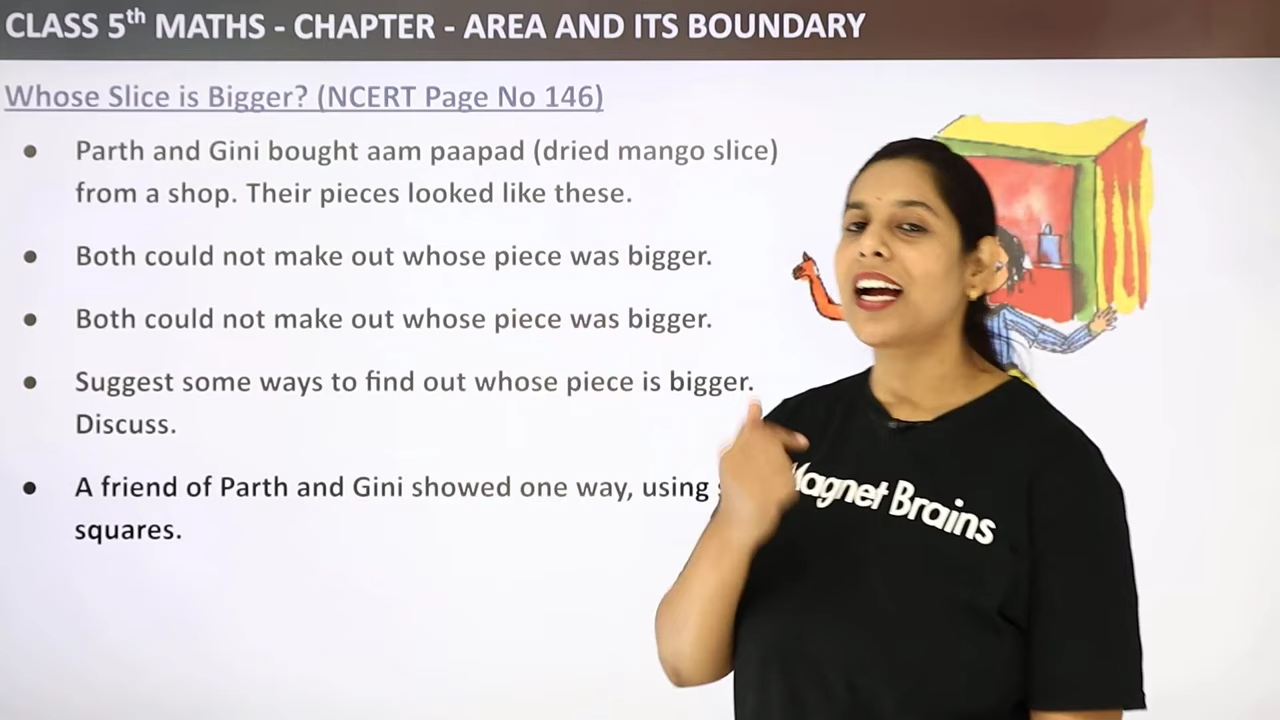 CLASS 5th MATHS - CHAPTER - AREA AND ITS BOUNDARY
Whose Slice is Bigger? (NCERT Page No 146)
• Parth and Gini bought aam paapad (dried mango slice)
from a shop. Their pieces looked like these.
• Both could not make out whose piece was bigger.
• Both could not make out whose piece was bigger.
• Suggest some ways to find out whose piece is bigger.
Discuss.
• A friend of Parth and Gini showed one way, using
squares.
Magnet Brains